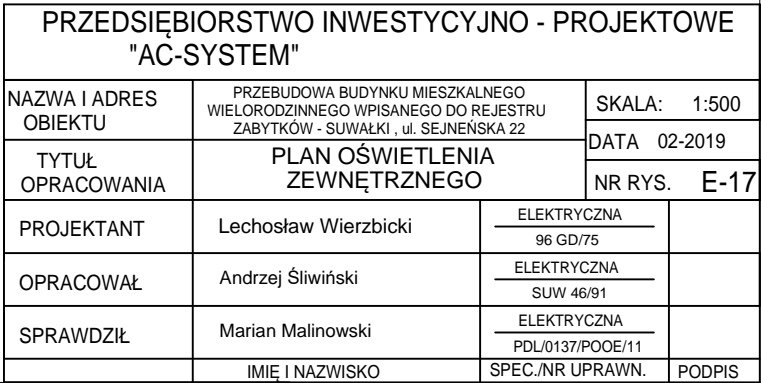 PRZEDSIĘBIORSTWO INWESTYCYJNO - PROJEKTOWE
"AC-SYSTEM"
NAZWA I ADRES
OBIEKTU
PRZEBUDOWA BUDYNKU MIESZKALNEGO
WIELORODZINNEGO WPISANEGO DO REJESTRU
ZABYTKÓW - SUWAŁKI , ul. SEJNEŃSKA 22
SKALA: 1:500
DATA 02-2019
TYTUŁ
OPRACOWANIA
PLAN OŚWIETLENIA
ZEWNĘTRZNEGO
NR RYS. E-17
PROJEKTANT
Lechosław Wierzbicki
ELEKTRYCZNA
96 GD/75
OPRACOWAŁ
Andrzej Śliwiński
ELEKTRYCZNA
SUW 46/91
SPRAWDZIŁ
Marian Malinowski
ELEKTRYCZNA
PDL/0137/POOE/11
IMIĘ I NAZWISKO
SPEC./NR UPRAWN.
PODPIS